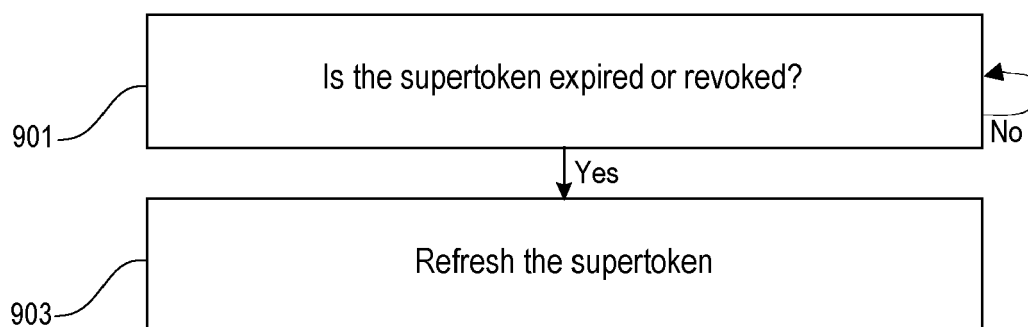 Is the supertoken expired or revoked?
901
No
Yes
Refresh the supertoken
903